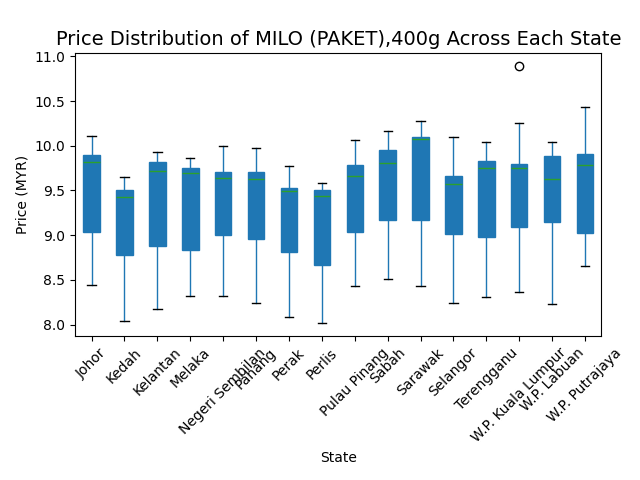 Price Distribution of MILO (PAKET),400g Across Each State
Price (MYR)
11.0
10.5
10.0
9.5
9.0
8.5
8.0
Johor
Kedah
Kelantan
Melaka
Negeri Sembilan
Pahang
Perak
Perlis
Pulau Pinang
Sabah
Sarawak
Selangor
Terengganu
W.P. Kuala Lumpur
W.P. Labuan
W.P. Putrajaya
State